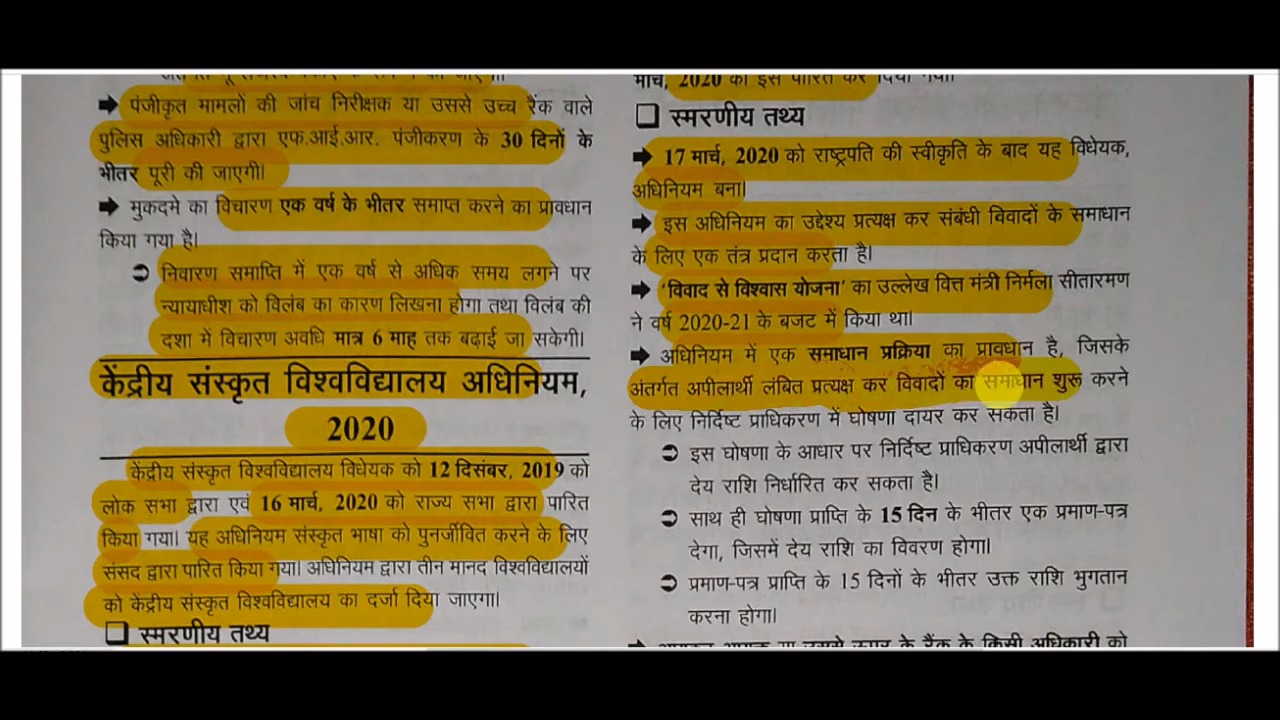 ➡ पंजीकृत मामलों की जांच निरीक्षक या उससे उच्च रैंक वाले
पुलिस अधिकारी द्वारा एफ.आई.आर. पंजीकरण के 30 दिनों के
भीतर पूरी की जाएगी।
➡ मुकदमे का विचारण एक वर्ष के भीतर समाप्त करने का प्रावधान
किया गया है।
➲ निवारण समाप्ति में एक वर्ष से अधिक समय लगने पर
न्यायाधीश को विलंब का कारण लिखना होगा तथा विलंब की
दशा में विचारण अवधि मात्र 6 माह तक बढ़ाई जा सकेगी।
केंद्रीय संस्कृत विश्वविद्यालय अधिनियम,
2020
केंद्रीय संस्कृत विश्वविद्यालय विधेयक को 12 दिसंबर, 2019 को
लोक सभा द्वारा एवं 16 मार्च, 2020 को राज्य सभा द्वारा पारित
किया गया। यह अधिनियम संस्कृत भाषा को पुनर्जीवित करने के लिए
संसद द्वारा पारित किया गया। अधिनियम द्वारा तीन मानद विश्वविद्यालयों
को केंद्रीय संस्कृत विश्वविद्यालय का दर्जा दिया जाएगा।
❑ स्मरणीय तथ्य
मार्च, 2020 को इसे पारित कर दिया गया।
❑ स्मरणीय तथ्य
➡ 17 मार्च, 2020 को राष्ट्रपति की स्वीकृति के बाद यह विधेयक,
अधिनियम बना।
➡ इस अधिनियम का उद्देश्य प्रत्यक्ष कर संबंधी विवादों के समाधान
के लिए एक तंत्र प्रदान करता है।
➡ 'विवाद से विश्वास योजना' का उल्लेख वित्त मंत्री निर्मला सीतारमण
ने वर्ष 2020-21 के बजट में किया था।
➡ अधिनियम में एक समाधान प्रक्रिया का प्रावधान है, जिसके
अंतर्गत अपीलार्थी लंबित प्रत्यक्ष कर विवादों का समाधान शुरू करने
के लिए निर्दिष्ट प्राधिकरण में घोषणा दायर कर सकता है।
➲ इस घोषणा के आधार पर निर्दिष्ट प्राधिकरण अपीलार्थी द्वारा
देय राशि निर्धारित कर सकता है।
➲ साथ ही घोषणा प्राप्ति के 15 दिन के भीतर एक प्रमाण-पत्र
देगा, जिसमें देय राशि का विवरण होगा।
➲ प्रमाण-पत्र प्राप्ति के 15 दिनों के भीतर उक्त राशि भुगतान
करना होगा।
या उससे ऊपर के रैंक के किसी अधिकारी को